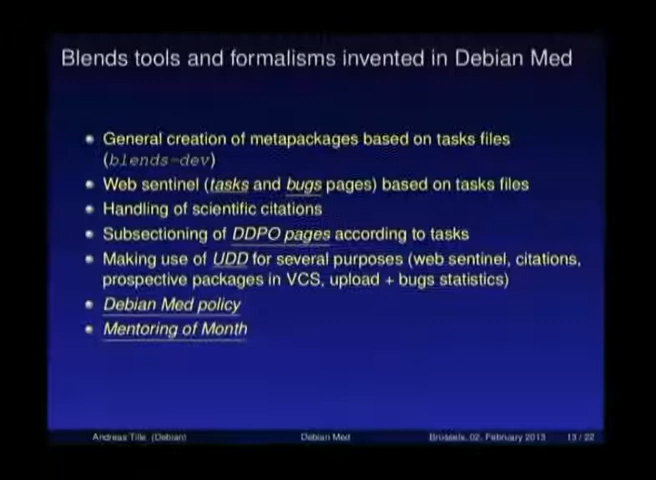 Blends tools and formalisms invented in Debian Med
General creation of metapackages based on tasks files
(blends-dev)
Web sentinel (tasks and bugs pages) based on tasks files
Handling of scientific citations
Subsectioning of DDPO pages according to tasks
Making use of UDD for several purposes (web sentinel, citations,
prospective packages in VCS, upload + bugs statistics)
Debian Med policy
Mentoring of Month
Andreas Tille (Debian) Debian Med Brussels, 02. February 2013 13 / 22